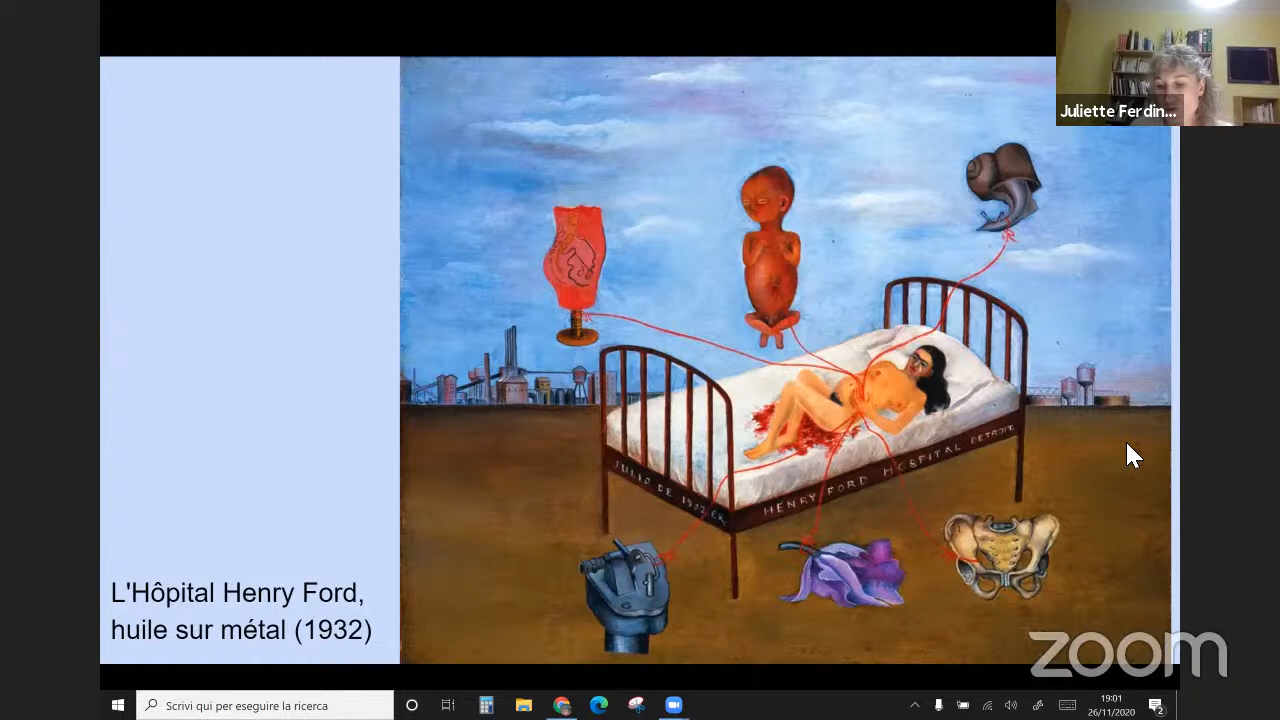 Juliette Ferdin...
JULIO DE 1932 F.K.
HENRY FORD HOSPITAL DETROIT.
L'Hôpital Henry Ford,
huile sur métal (1932)
zoom
Scrivi qui per eseguire la ricerca
19:01
26/11/2020
2